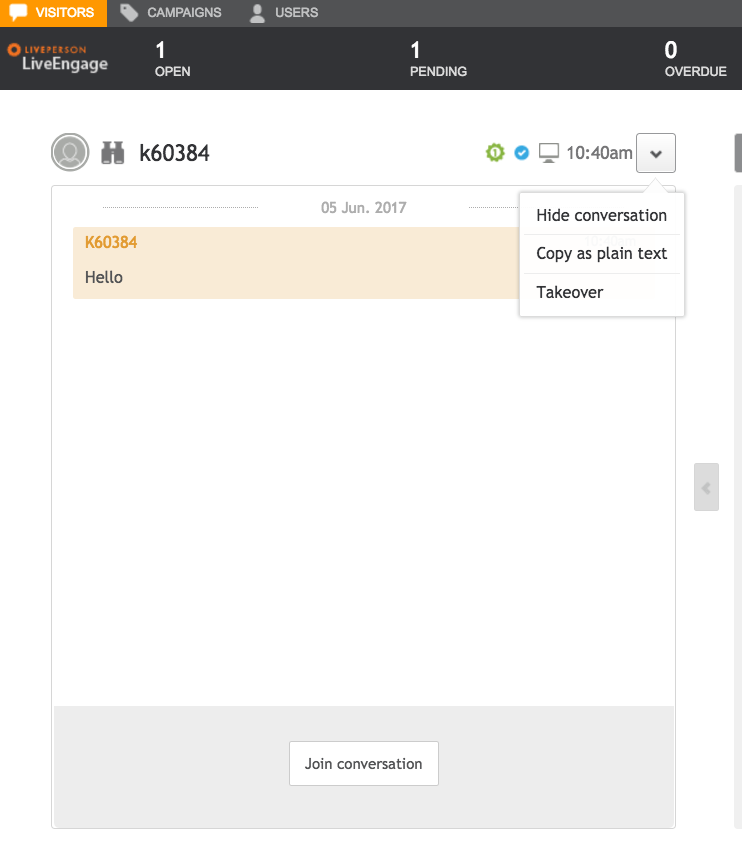 VISITORS CAMPAIGNS USERS
LIVEPERSON
LiveEngage
1 1 0
OPEN PENDING OVERDUE
k60384 1 10:40am
05 Jun. 2017
Hide conversation
K60384
Copy as plain text
Hello
Takeover
Join conversation